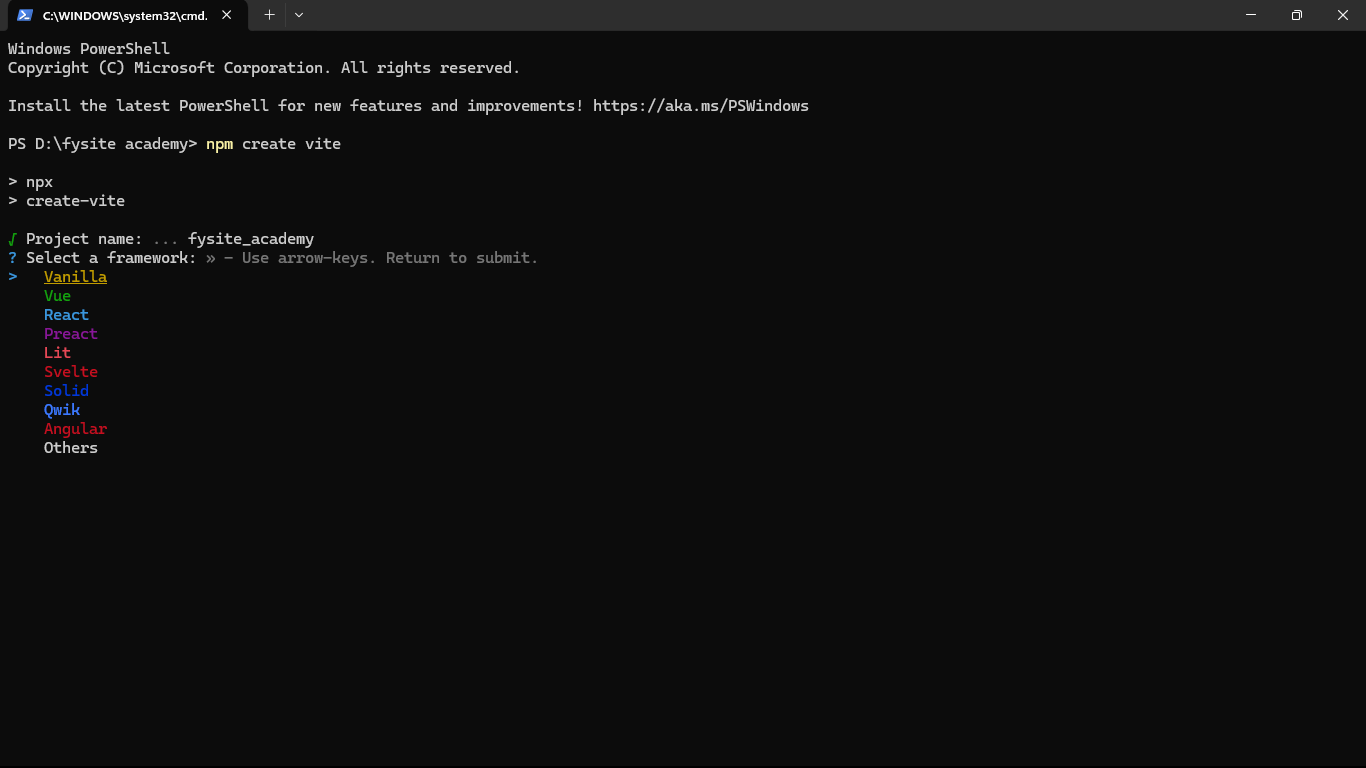 C:\WINDOWS\system32\cmd.
Windows PowerShell
Copyright (C) Microsoft Corporation. All rights reserved.
Install the latest PowerShell for new features and improvements! https://aka.ms/PSWindows
PS D:\fysite academy> npm create vite
> npx
> create-vite
√ Project name: ... fysite_academy
? Select a framework: » - Use arrow-keys. Return to submit.
> Vanilla
Vue
React
Preact
Lit
Svelte
Solid
Qwik
Angular
Others